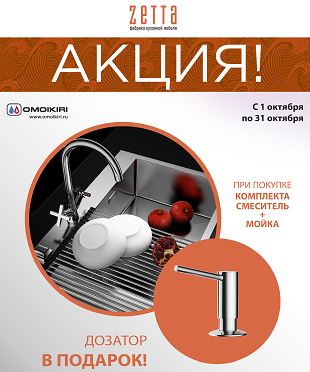 zетта
фабрика кухонной мебели
АКЦИЯ!
OMOIKIRI
www.omoikiri.ru
С 1 октября
по 31 октября
ПРИ ПОКУПКЕ
КОМПЛЕКТА
СМЕСИТЕЛЬ
+
МОЙКА
ДОЗАТОР
В ПОДАРОК!